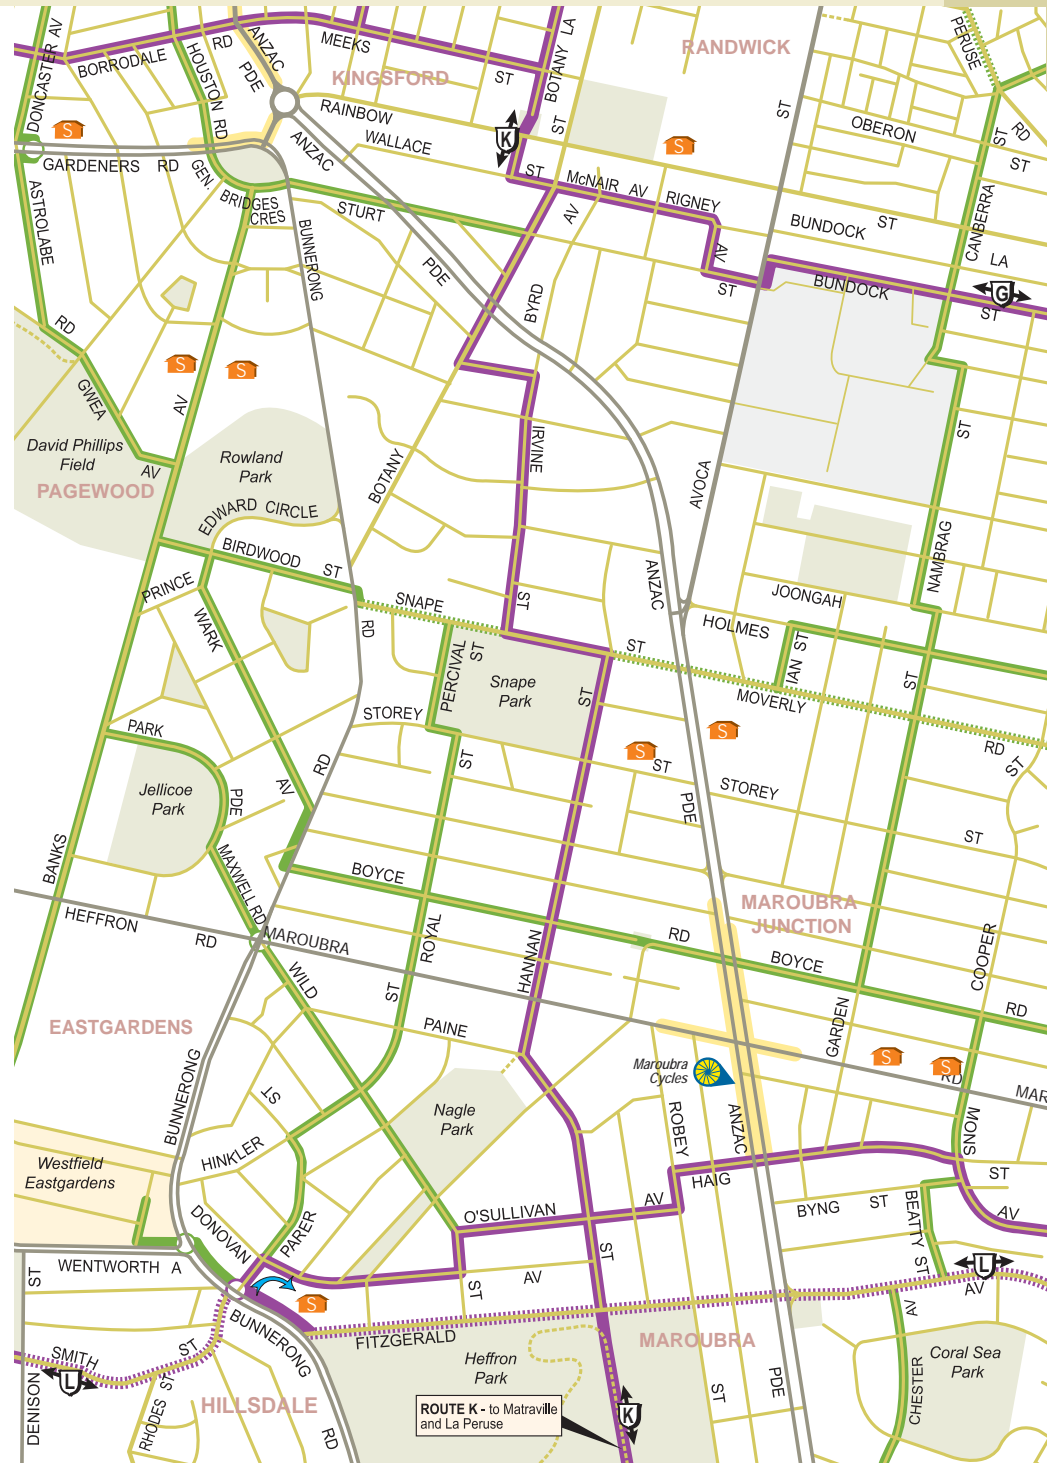 DONCASTER AV
BORRODALE
RD
HOUSTON RD
ANZAC
PDE
MEEKS
KINGSFORD
ST
BOTANY LA
RANDWICK
PERUSE
RD
RAINBOW
WALLACE
ST
K
S
S
ST
OBERON
ST
ST
GARDENERS RD
ANZAC
GEN.
BRIDGES
CRES
STURT
ST
McNAIR AV
RIGNEY
AV
AV
ST
BUNDOCK
ST
CANBERRA
LA
BUNDOCK
ST
G
ASTROLABE
RD
BUNNERONG
PDE
BYRD
S
S
GWEA
AV
AV
David Phillips
Field
PAGEWOOD
Rowland
Park
EDWARD CIRCLE
BOTANY
IRVINE
AVOCA
ST
NAMBRAG
BIRDWOOD
ST
PRINCE
WARK
RD
SNAPE
ST
ANZAC
JOONGAH
HOLMES
IAN ST
ST
ST
PERCIVAL
ST
Snape
Park
ST
MOVERLY
RD
ST
PARK
STOREY
ST
RD
S
S
ST
STOREY
ST
Jellicoe
Park
PDE
AV
PDE
BANKS
MAXWELL RD
BOYCE
MAROUBRA
JUNCTION
HEFFRON
RD
MAROUBRA
ROYAL
HANNAN
RD
BOYCE
COOPER
RD
WILD
ST
EASTGARDENS
PAINE
GARDEN
S
S
RD
MAR
Maroubra
Cycles
BUNNERONG
ST
Nagle
Park
ROBEY
ANZAC
MONS
Westfield
Eastgardens
HINKLER
HAIG
ST
DONOVAN
PARER
O'SULLIVAN
AV
BYNG
ST
BEATTY
ST
AV
WENTWORTH A
ST
ST
AV
ST
L
AV
S
BUNNERONG
FITZGERALD
MAROUBRA
AV
SMITH
ST
L
RHODES ST
HILLSDALE
DENISON
RD
Heffron
Park
ROUTE K - to Matraville
and La Peruse
K
ST
PDE
CHESTER
Coral Sea
Park